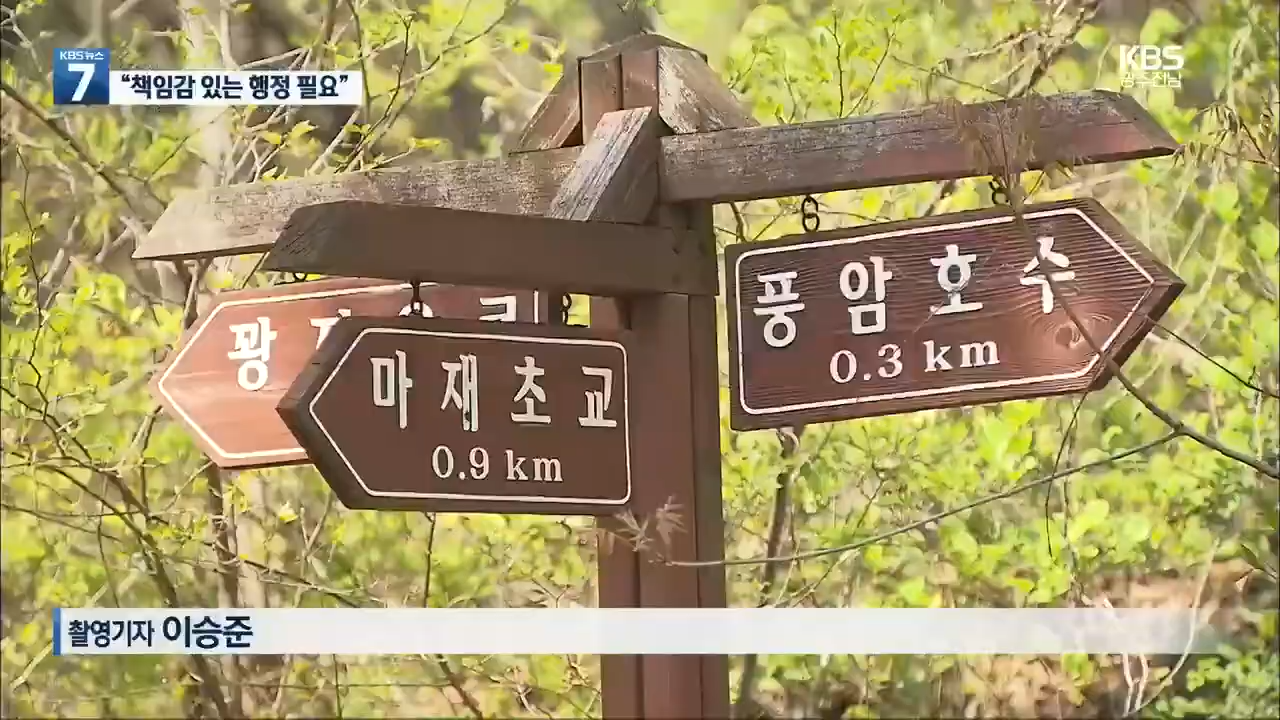 KBS뉴스
7
“책임감 있는 행정 필요”
KBS
광주전남
풍암호수
0.3 km
마재초교
0.9 km
촬영기자 이승준